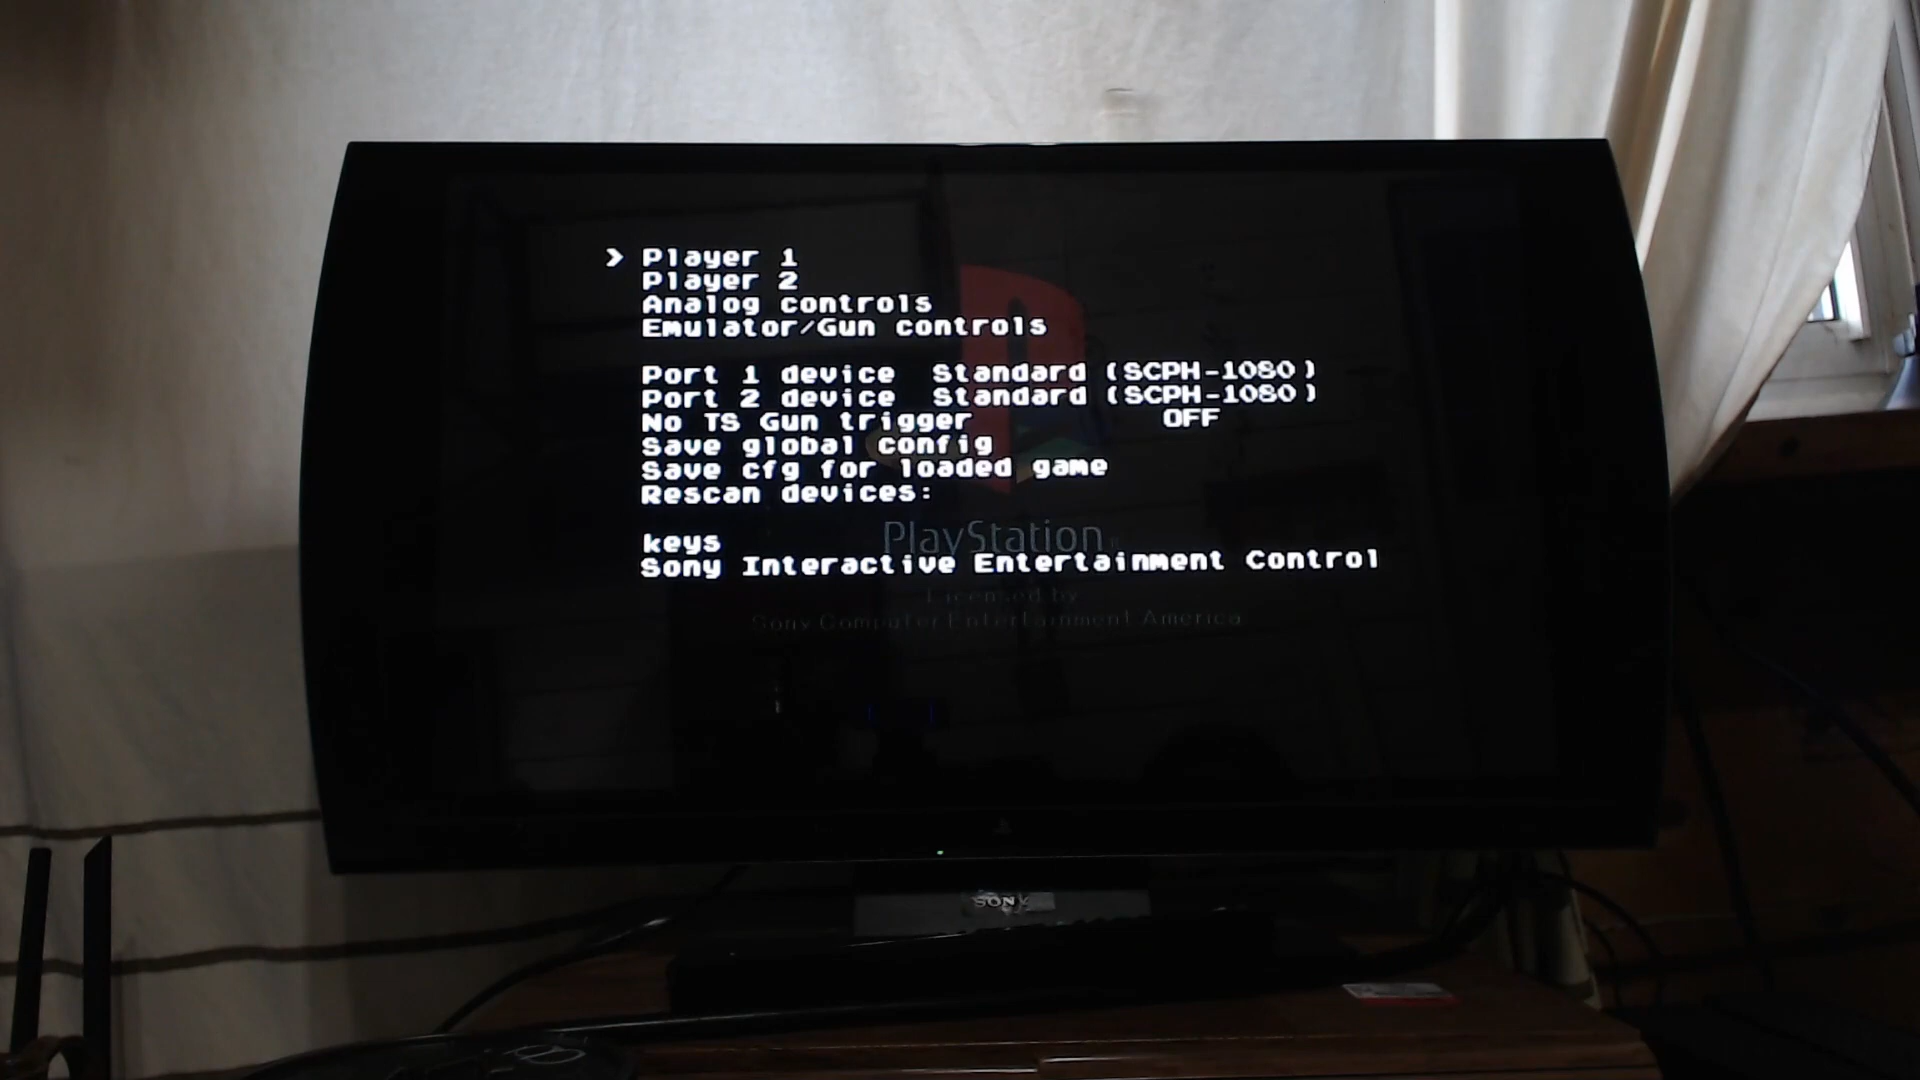 > Player 1
Player 2
Analog controls
Emulator/Gun controls
Port 1 device Standard (SCPH-1080)
Port 2 device Standard (SCPH-1080)
No TS Gun trigger OFF
Save global config
Save cfg for loaded game
Rescan devices:
PlayStation
keys
Sony Interactive Entertainment Control
Licensed by
Sony Computer Entertainment America
SONY